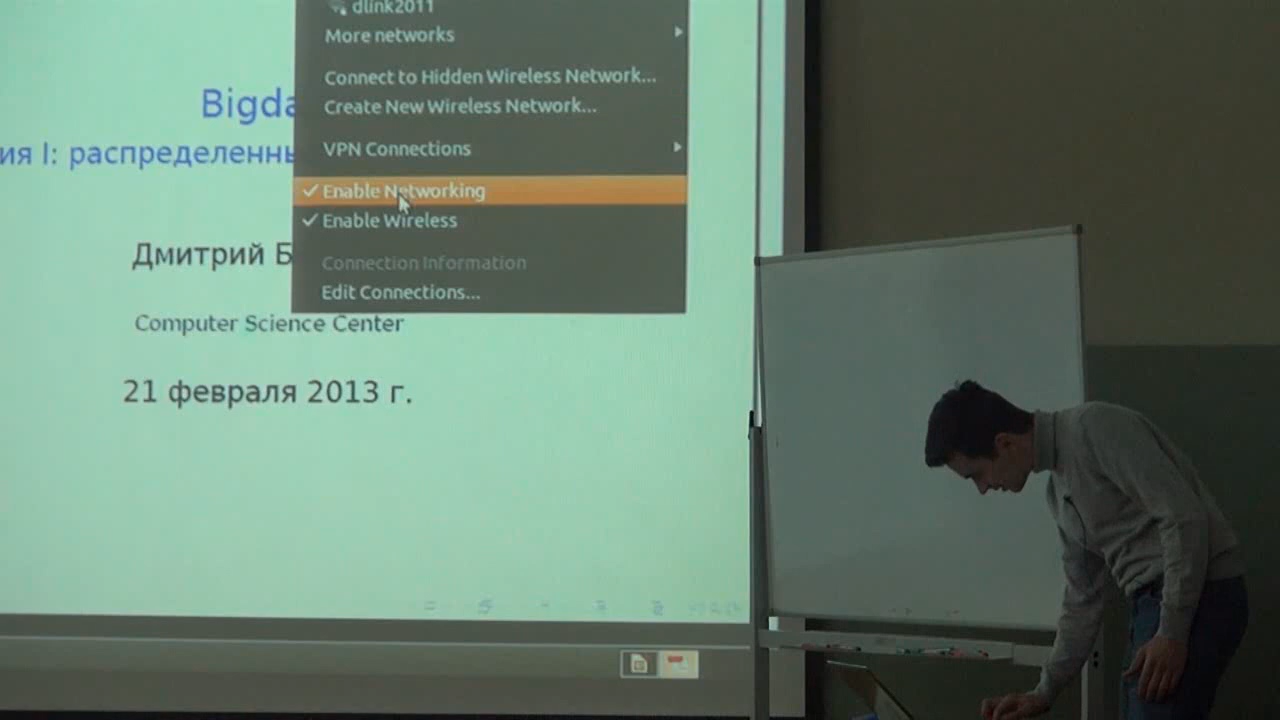 dlink2011
More networks
Connect to Hidden Wireless Network...
Create New Wireless Network...
VPN Connections
Enable Networking
Enable Wireless
Connection Information
Edit Connections...
Bigda
ия I: распределенны
Дмитрий Б
Computer Science Center
21 февраля 2013 г.